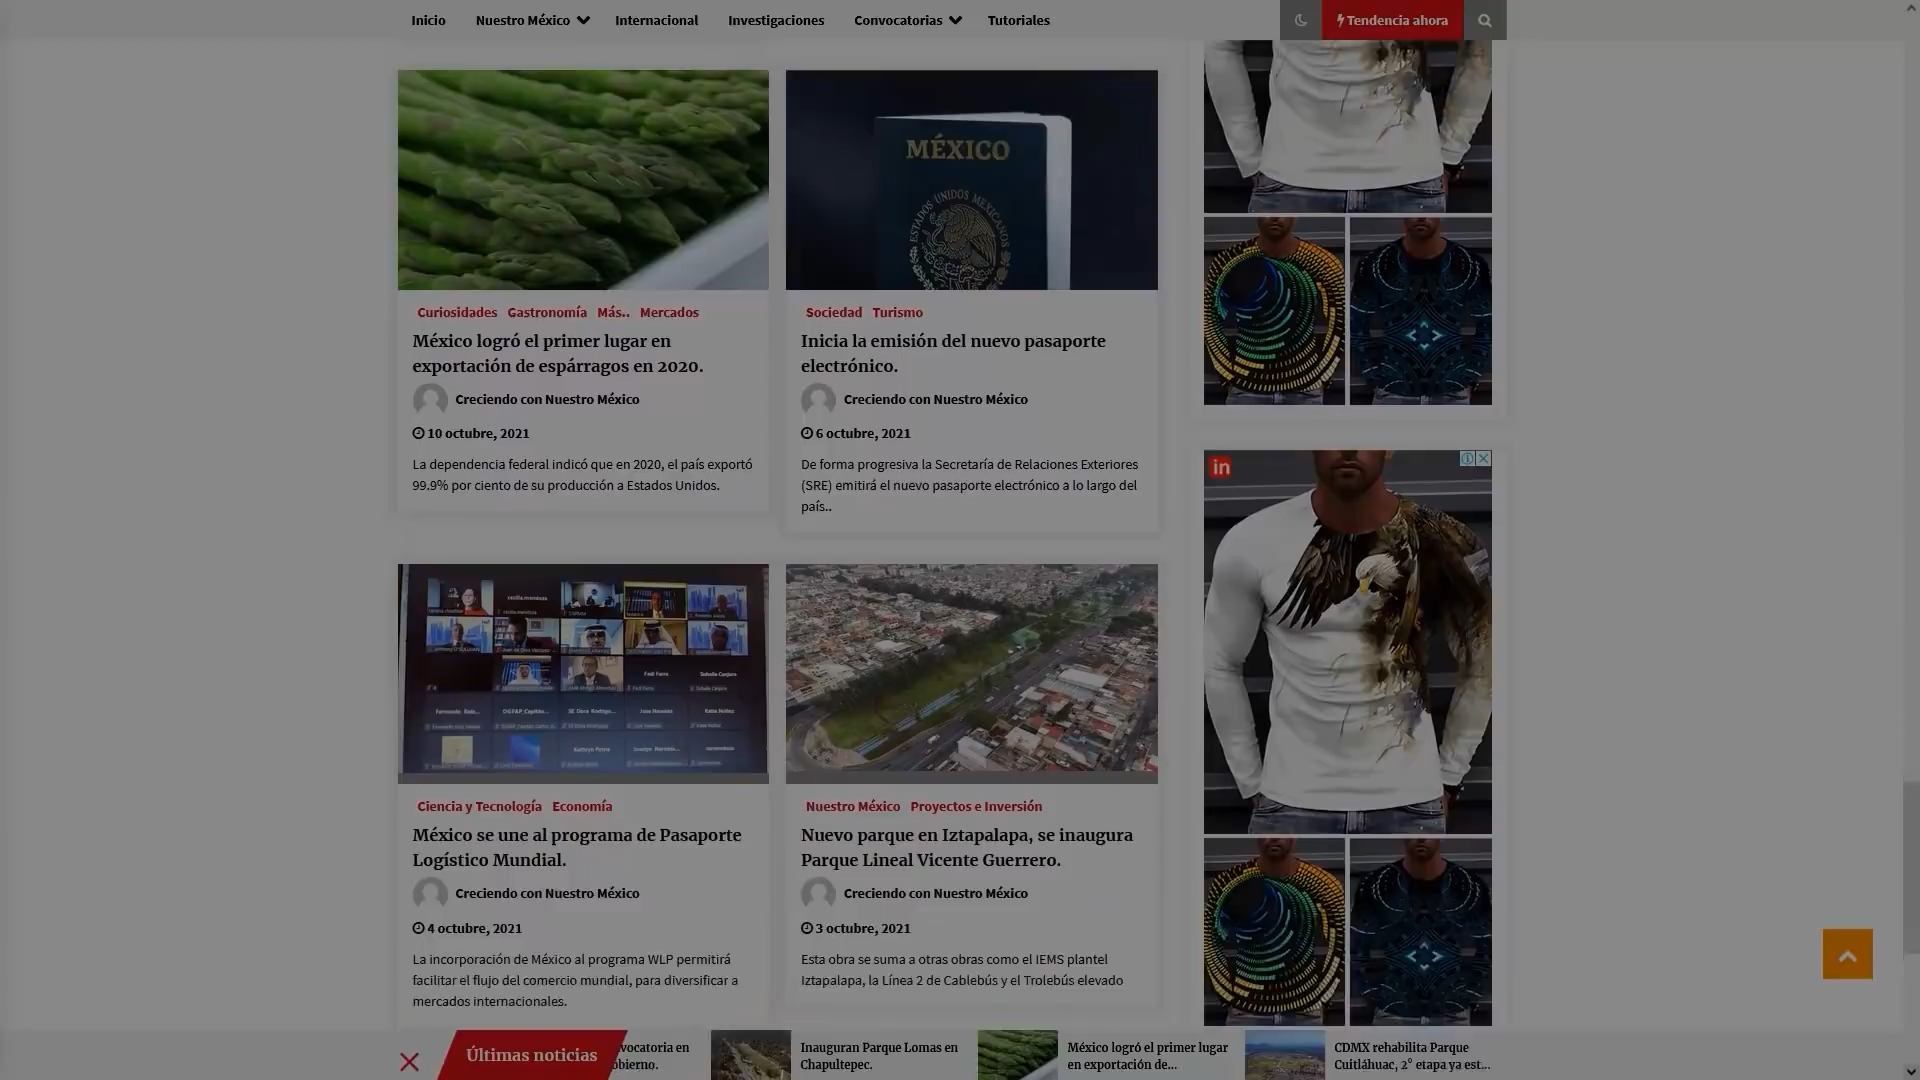 Inicio
Nuestro México
Internacional
Investigaciones
Convocatorias
Tutoriales
Tendencia ahora
MÉXICO
ESTADOS UNIDOS MEXICANOS
Curiosidades Gastronomía Más.. Mercados
México logró el primer lugar en
exportación de espárragos en 2020.
Creciendo con Nuestro México
10 octubre, 2021
La dependencia federal indicó que en 2020, el país exportó
99.9% por ciento de su producción a Estados Unidos.
Sociedad Turismo
Inicia la emisión del nuevo pasaporte
electrónico.
Creciendo con Nuestro México
6 octubre, 2021
De forma progresiva la Secretaría de Relaciones Exteriores
(SRE) emitirá el nuevo pasaporte electrónico a lo largo del
país..
in
cecilia.mendoza
Fedi Farra
Ciencia y Tecnología Economía
México se une al programa de Pasaporte
Logístico Mundial.
Creciendo con Nuestro México
4 octubre, 2021
La incorporación de México al programa WLP permitirá
facilitar el flujo del comercio mundial, para diversificar a
mercados internacionales.
Nuestro México Proyectos e Inversión
Nuevo parque en Iztapalapa, se inaugura
Parque Lineal Vicente Guerrero.
Creciendo con Nuestro México
3 octubre, 2021
Esta obra se suma a otras obras como el IEMS plantel
Iztapalapa, la Línea 2 de Cablebús y el Trolebús elevado
Últimas noticias
vocatoria en
obierno.
Inauguran Parque Lomas en
Chapultepec.
México logró el primer lugar
en exportación de...
CDMX rehabilita Parque
Cuitláhuac, 2° etapa ya est...